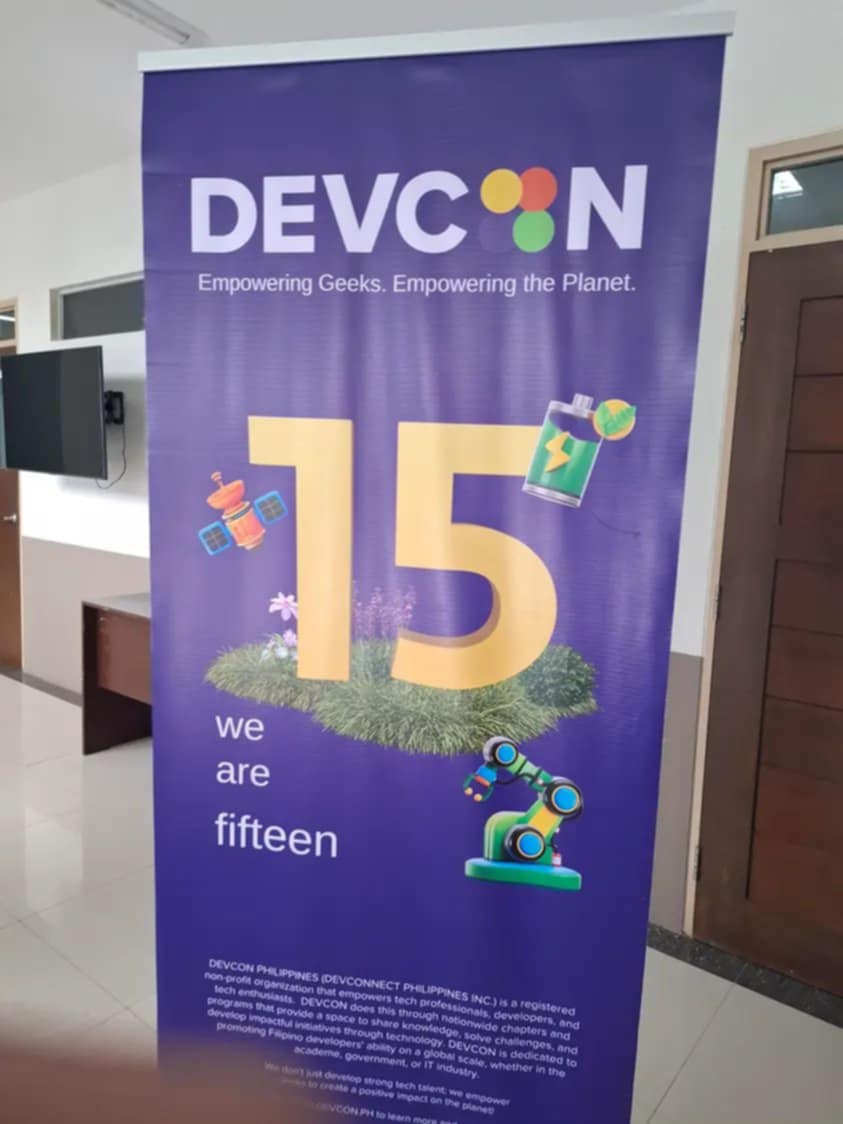 DEVCON
Empowering Geeks. Empowering the Planet.
15
we
are
fifteen
DEVCON PHILIPPINES (DEVCONNECT PHILIPPINES INC.) is a registered
non-profit organization that empowers tech professionals, developers, and
tech enthusiasts. DEVCON does this through nationwide chapters and
programs that provide a space to share knowledge, solve challenges, and
develop impactful initiatives through technology. DEVCON is dedicated to
promoting Filipino developers' ability on a global scale, whether in the
academe, government, or IT industry.
We don't just develop strong tech talent; we empower
to create a positive impact on the planet!
DEVCON.PH to learn more and